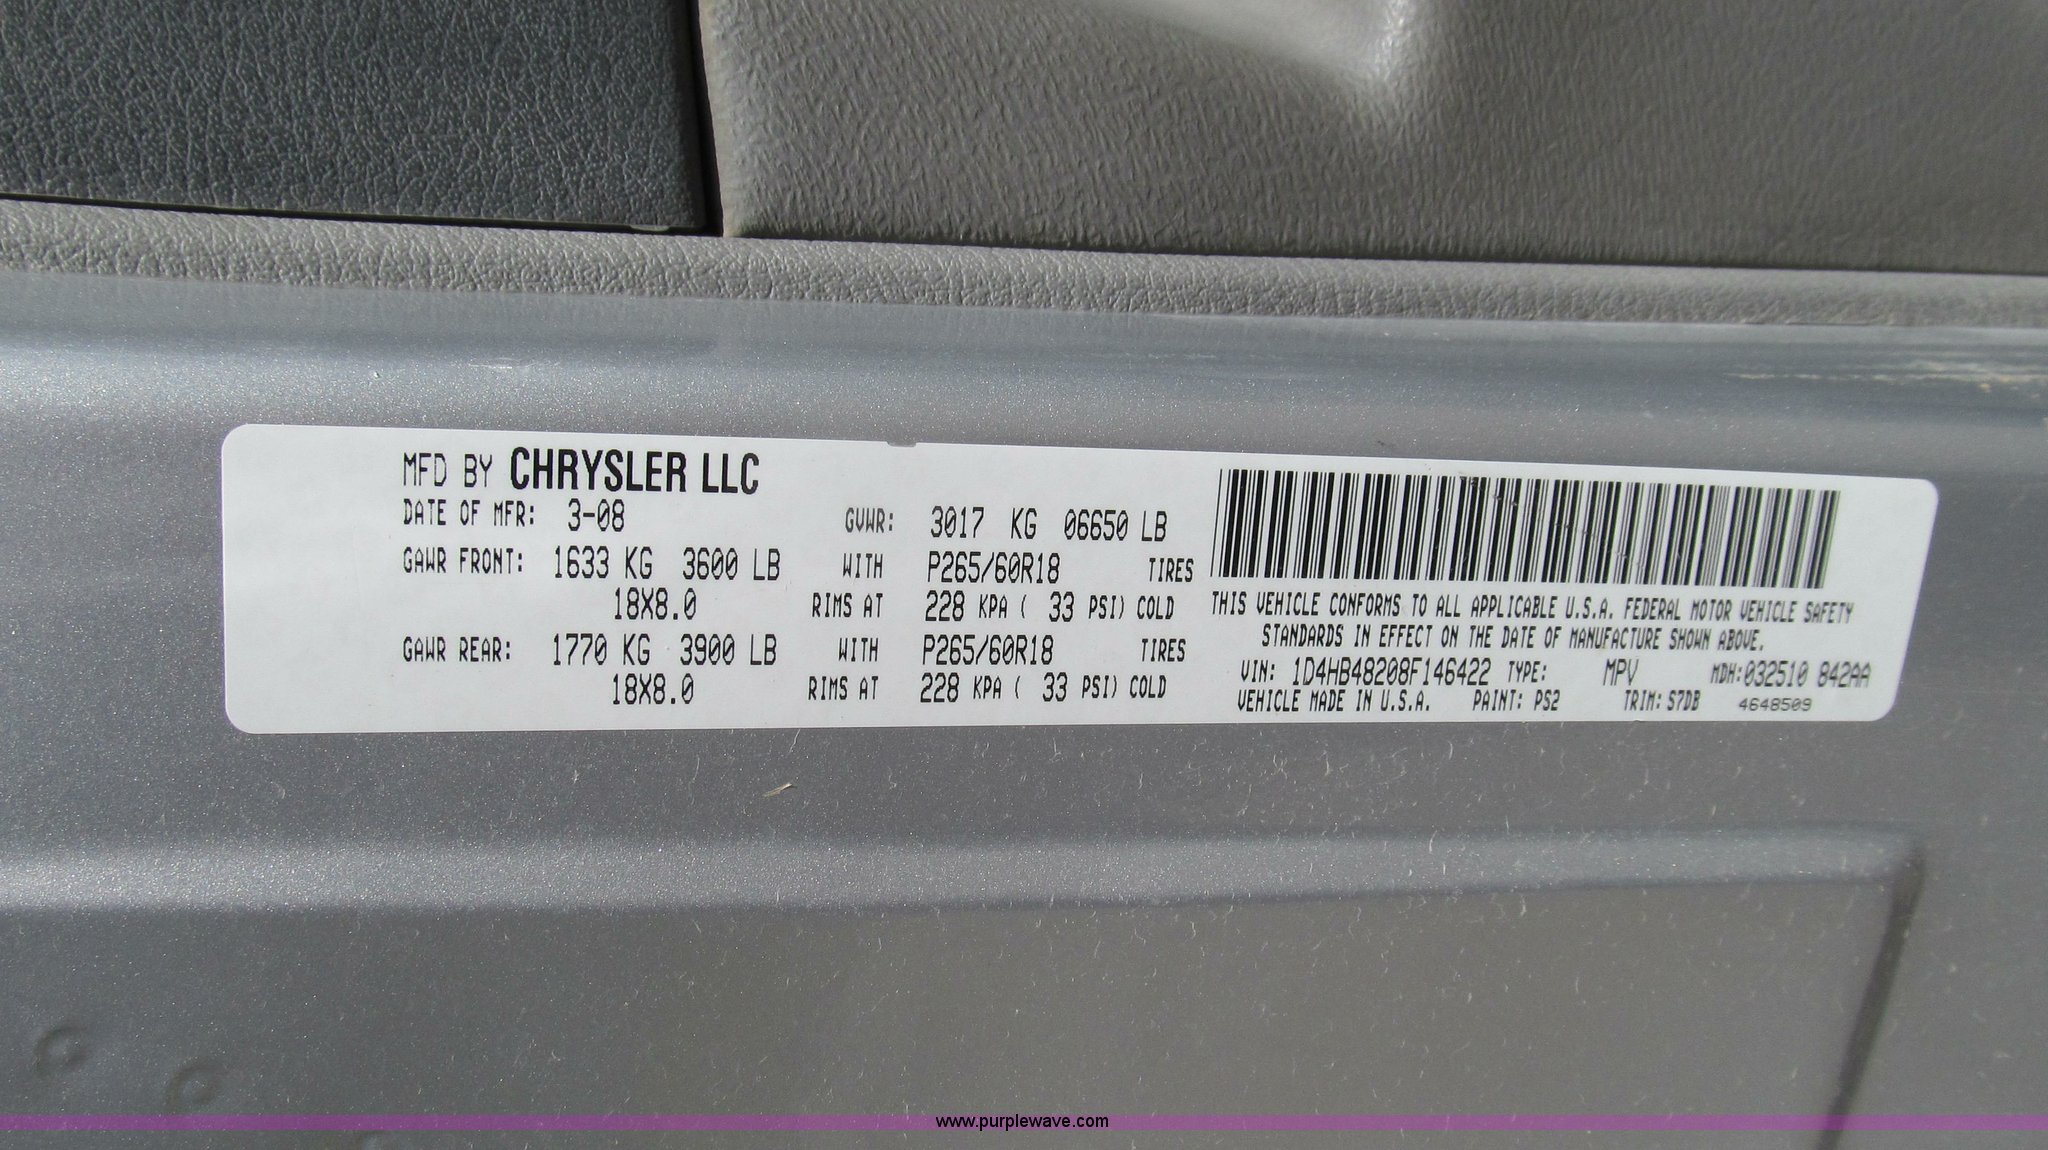 MFD BY CHRYSLER LLC
DATE OF MFR: 3-08 GVWR: 3017 KG 06650 LB
GAWR FRONT: 1633 KG 3600 LB WITH P265/60R18 TIRES
18X8.0 RIMS AT 228 KPA ( 33 PSI) COLD
GAWR REAR: 1770 KG 3900 LB WITH P265/60R18 TIRES
18X8.0 RIMS AT 228 KPA ( 33 PSI) COLD
THIS VEHICLE CONFORMS TO ALL APPLICABLE U.S.A. FEDERAL MOTOR VEHICLE SAFETY
STANDARDS IN EFFECT ON THE DATE OF MANUFACTURE SHOWN ABOVE.
VIN: 1D4HB48208F146422 TYPE: MPV MDH:032510 842AA
VEHICLE MADE IN U.S.A. PAINT: PS2 TRIM: S7DB 4648509
www.purplewave.com